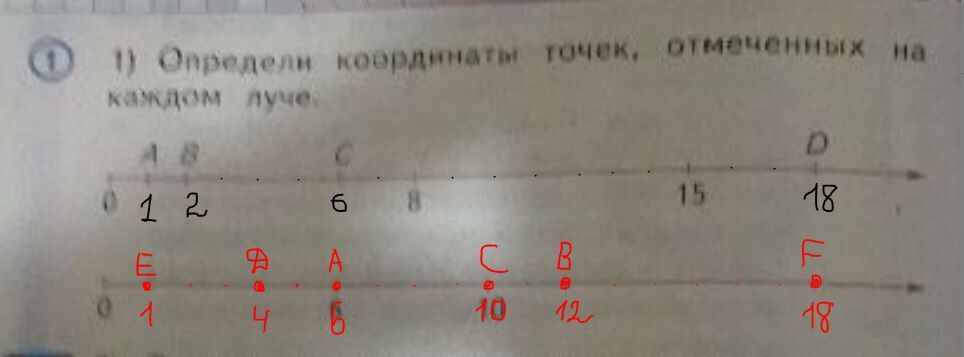 1 1) Определи координаты точек, отмеченных на
каждом луче.
A B C D
0 1 2 6 8 15 18
E D A C B F
0 1 4 6 10 12 18